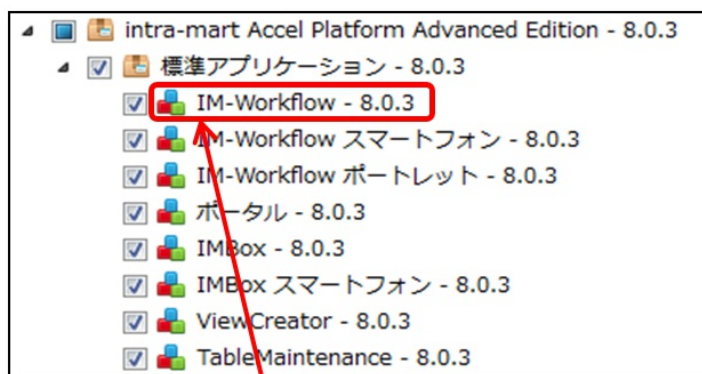 intra-mart Accel Platform Advanced Edition - 8.0.3
標準アプリケーション - 8.0.3
IM-Workflow - 8.0.3
IM-Workflow スマートフォン - 8.0.3
IM-Workflow ポートレット - 8.0.3
ポータル - 8.0.3
IMBox - 8.0.3
IMBox スマートフォン - 8.0.3
ViewCreator - 8.0.3
TableMaintenance - 8.0.3